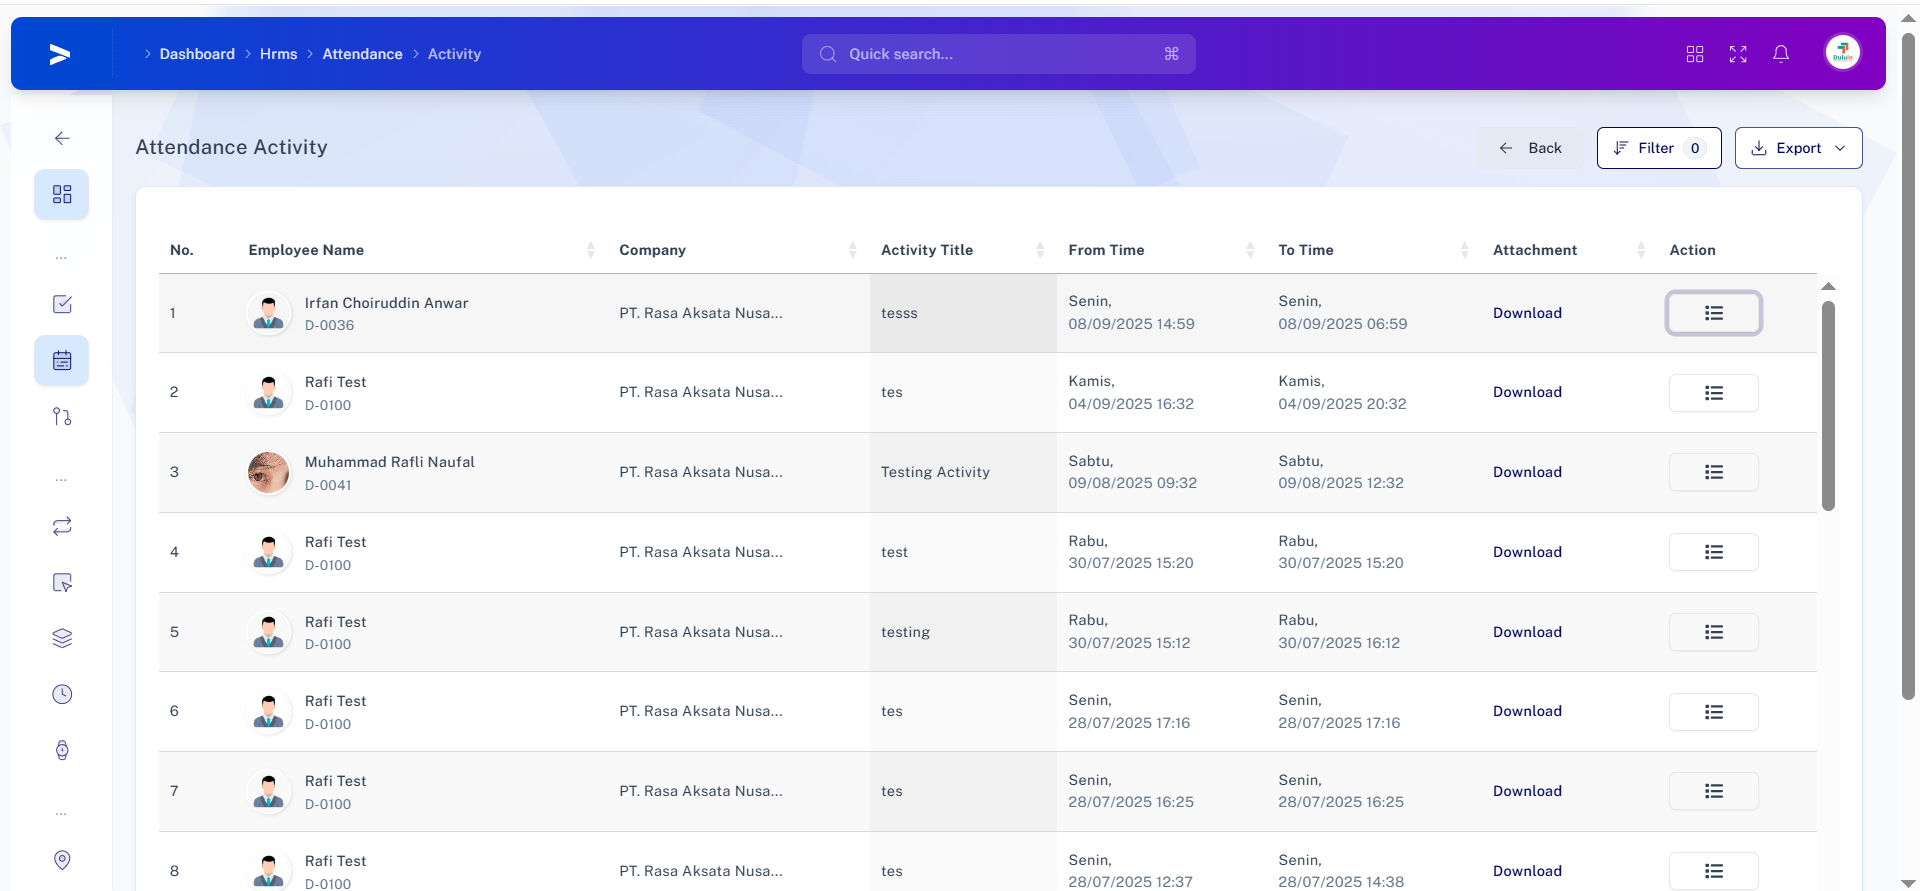 Dashboard
Hrms
Attendance
Activity
Quick search...
⌘
Attendance Activity
Back
Filter 0
Export
No. Employee Name Company Activity Title From Time To Time Attachment Action
1 Irfan Choiruddin Anwar D-0036 PT. Rasa Aksata Nusa... tesss Senin, 08/09/2025 14:59 Senin, 08/09/2025 06:59 Download
2 Rafi Test D-0100 PT. Rasa Aksata Nusa... tes Kamis, 04/09/2025 16:32 Kamis, 04/09/2025 20:32 Download
3 Muhammad Rafli Naufal D-0041 PT. Rasa Aksata Nusa... Testing Activity Sabtu, 09/08/2025 09:32 Sabtu, 09/08/2025 12:32 Download
4 Rafi Test D-0100 PT. Rasa Aksata Nusa... test Rabu, 30/07/2025 15:20 Rabu, 30/07/2025 15:20 Download
5 Rafi Test D-0100 PT. Rasa Aksata Nusa... testing Rabu, 30/07/2025 15:12 Rabu, 30/07/2025 16:12 Download
6 Rafi Test D-0100 PT. Rasa Aksata Nusa... tes Senin, 28/07/2025 17:16 Senin, 28/07/2025 17:16 Download
7 Rafi Test D-0100 PT. Rasa Aksata Nusa... tes Senin, 28/07/2025 16:25 Senin, 28/07/2025 16:25 Download
8 Rafi Test D-0100 PT. Rasa Aksata Nusa... tes Senin, 28/07/2025 12:37 Senin, 28/07/2025 14:38 Download